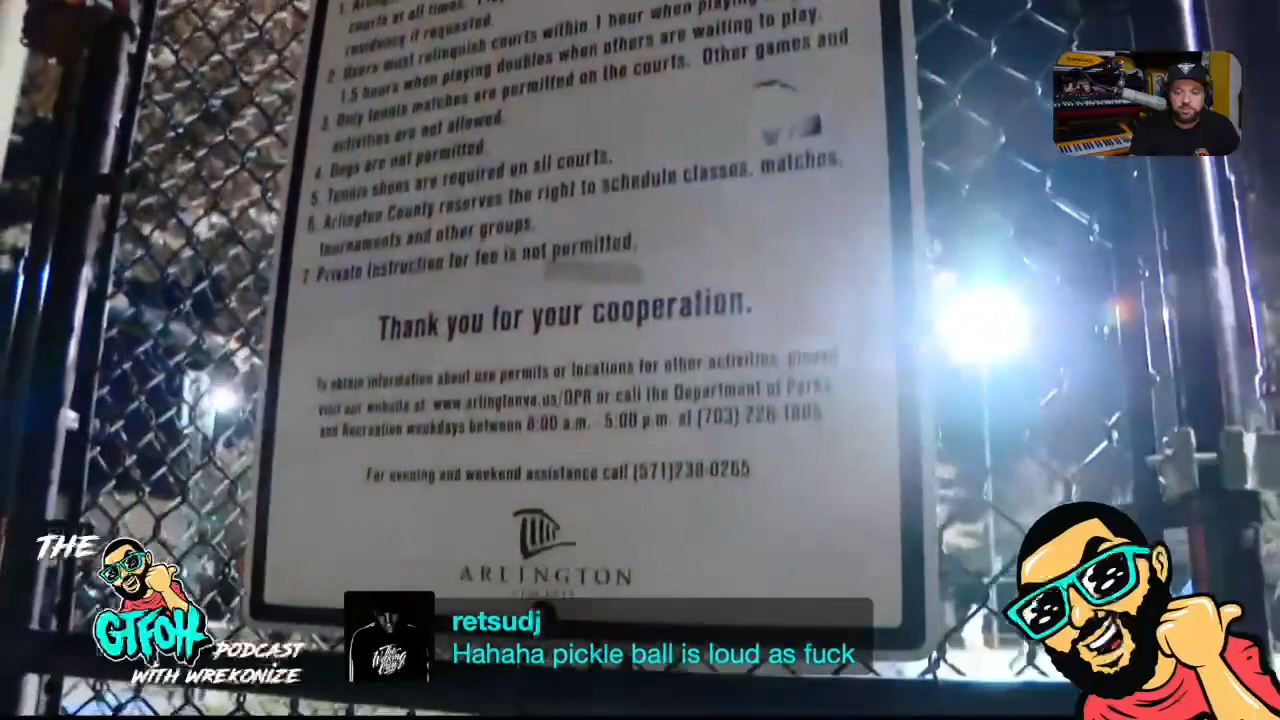 1. Arlington
courts at all times.
residency if requested.
2. Users must relinquish courts within 1 hour when playing
1.5 hours when playing doubles when others are waiting to play.
3. Only tennis matches are permitted on the courts. Other games and
activities are not allowed.
4. Dogs are not permitted.
5. Tennis shoes are required on all courts.
6. Arlington County reserves the right to schedule classes, matches,
tournaments and other groups.
7. Private instruction for fee is not permitted.
Thank you for your cooperation.
To obtain information about use permits or locations for other activities, please
visit our website at: www.arlingtonva.us/DPR or call the Department of Parks
and Recreation weekdays between 8:00 a.m. - 5:00 p.m. at (703)
For evening and weekend assistance call (571)
ARLINGTON
THE
GTFOH
PODCAST
WITH WREKONIZE
retsudj
Hahaha pickle ball is loud as fuck